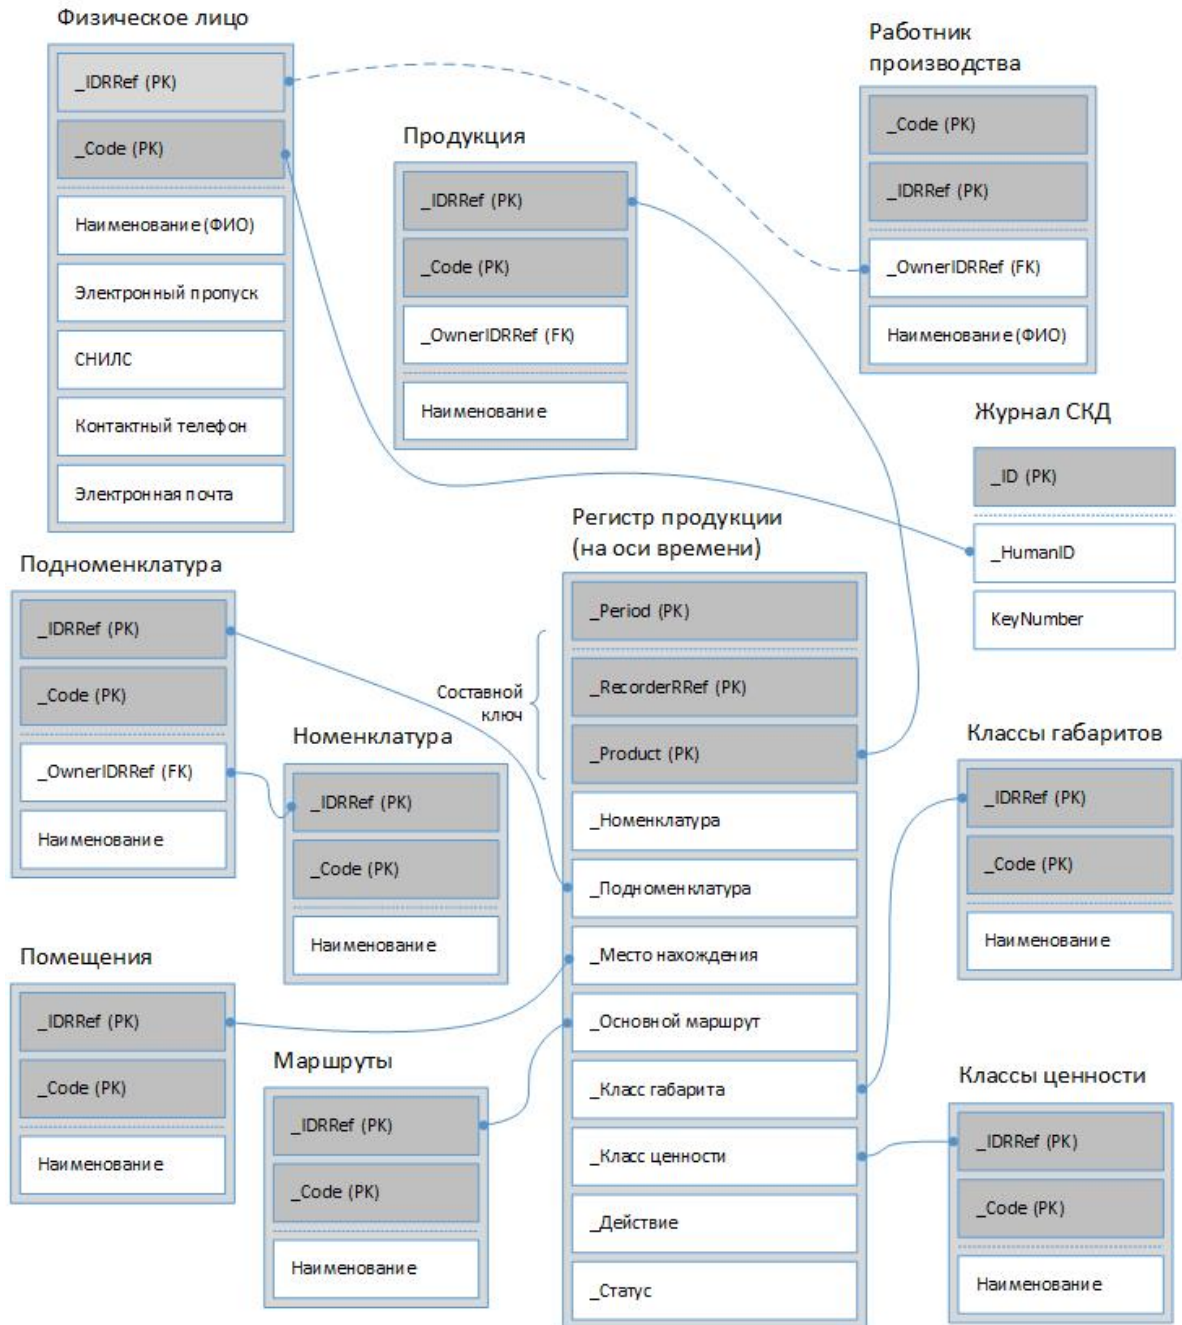 Физическое лицо
_IDRRef (PK)
_Code (PK)
Наименование (ФИО)
Электронный пропуск
СНИЛС
Контактный телефон
Электронная почта
Продукция
_IDRRef (PK)
_Code (PK)
_OwnerIDRRef (FK)
Наименование
Работник
производства
_Code (PK)
_IDRRef (PK)
_OwnerIDRRef (FK)
Наименование (ФИО)
Журнал СКД
_ID (PK)
_HumanID
KeyNumber
Подноменклатура
_IDRRef (PK)
_Code (PK)
_OwnerIDRRef (FK)
Наименование
Номенклатура
_IDRRef (PK)
_Code (PK)
Наименование
Регистр продукции
(на оси времени)
Составной
ключ
_Period (PK)
_RecorderRRef (PK)
_Product (PK)
_Номенклатура
_Подноменклатура
_Место нахождения
_Основной маршрут
_Класс габарита
_Класс ценности
_Действие
_Статус
Классы габаритов
_IDRRef (PK)
_Code (PK)
Наименование
Помещения
_IDRRef (PK)
_Code (PK)
Наименование
Маршруты
_IDRRef (PK)
_Code (PK)
Наименование
Классы ценности
_IDRRef (PK)
_Code (PK)
Наименование